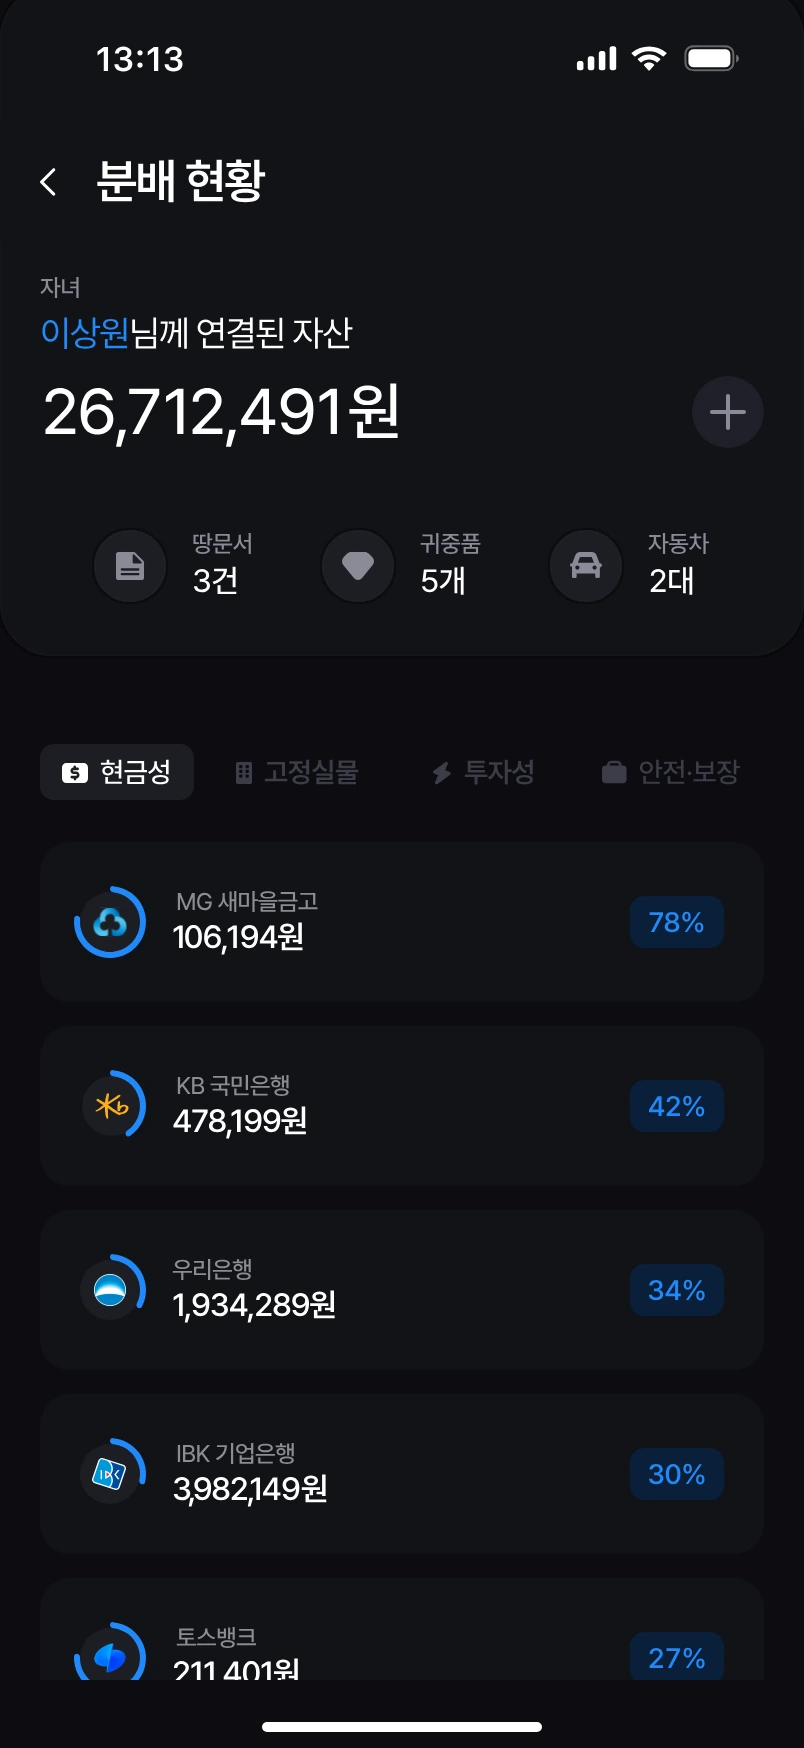 13:13
분배 현황
자녀
이상원님께 연결된 자산
26,712,491원
땅문서
3건
귀중품
5개
자동차
2대
현금성
고정실물
투자성
안전·보장
MG 새마을금고
106,194원
78%
KB 국민은행
478,199원
42%
우리은행
1,934,289원
34%
IBK 기업은행
3,982,149원
30%
토스뱅크
211,401원
27%